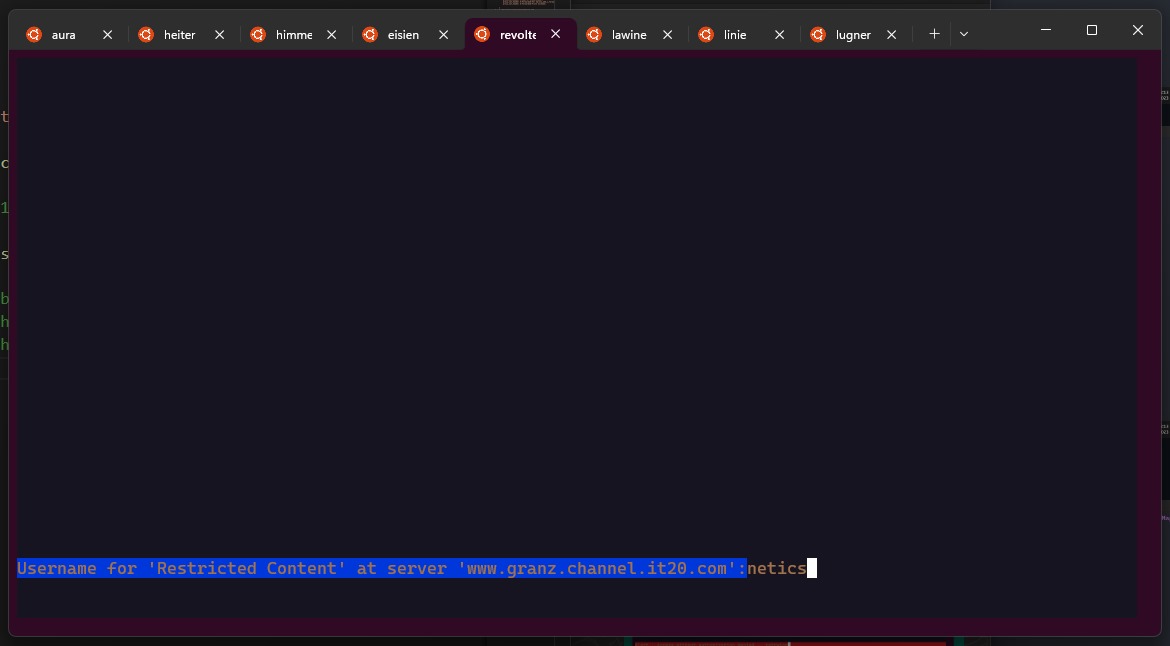 aura heiter himme eisien revolte lawine linie lugner
t
c
1
s
b
h
h
Username for 'Restricted Content' at server 'www.granz.channel.it20.com':netics